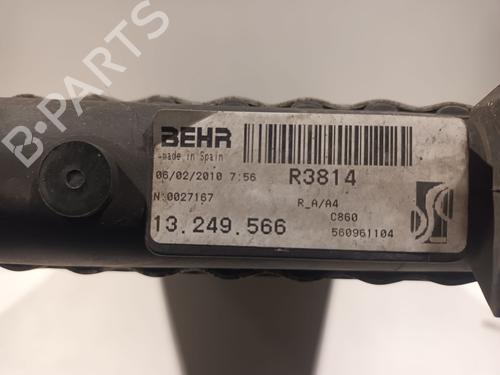 B-PARTS
BEHR
made in Spain
06/02/2010 7:56
R3814
N:0027167
R_A/A4
C860
13.249.566
560961104